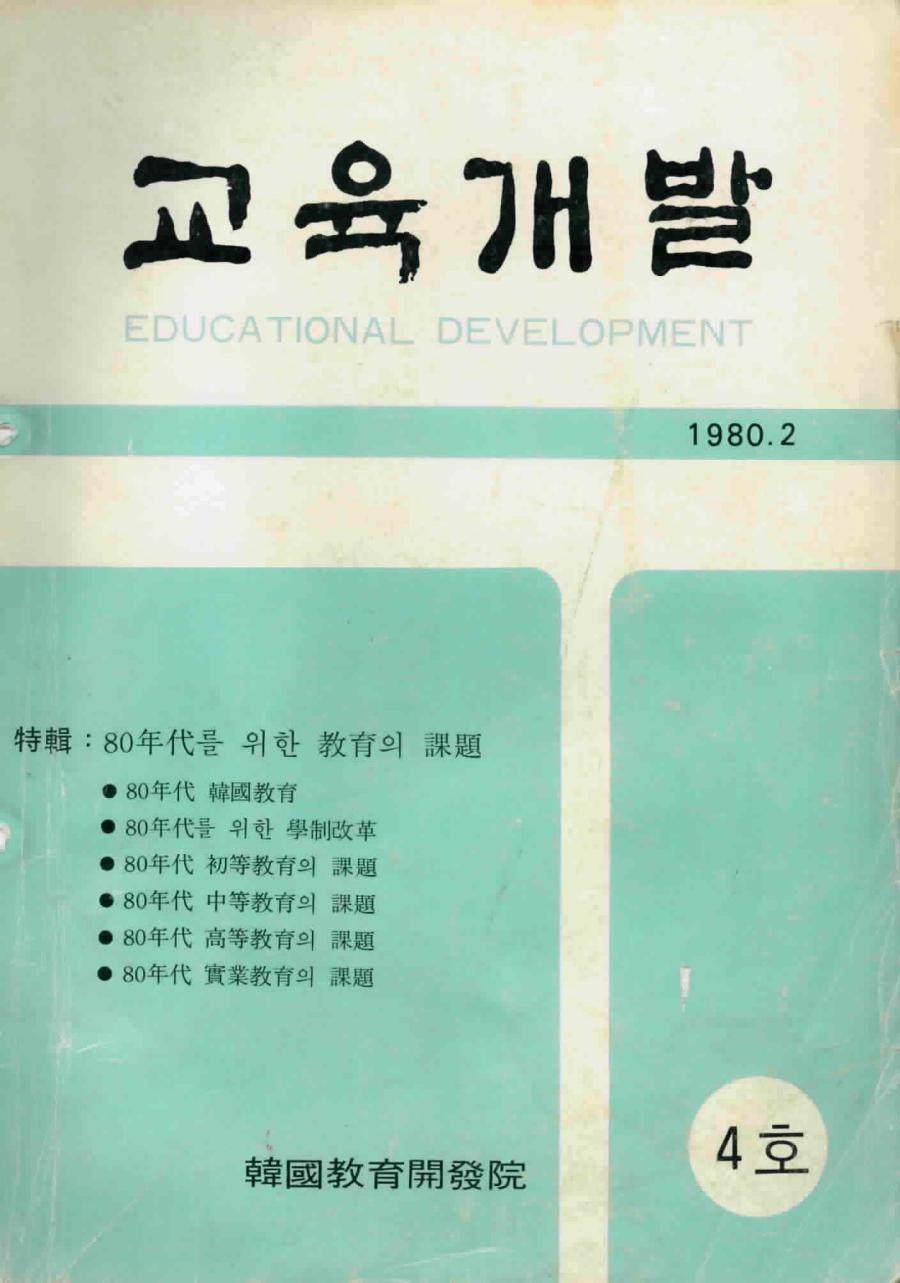 교육개발
EDUCATIONAL DEVELOPMENT
1980.2
特輯 : 80年代를 위한 教育의 課題
● 80年代 韓國教育
● 80年代를 위한 學制改革
● 80年代 初等教育의 課題
● 80年代 中等教育의 課題
● 80年代 高等教育의 課題
● 80年代 實業教育의 課題
韓國教育開發院
4호